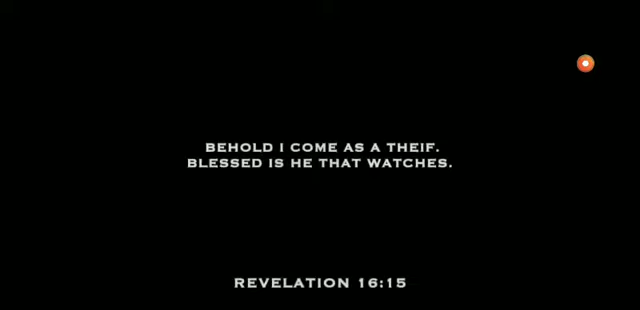 BEHOLD I COME AS A THEIF.
BLESSED IS HE THAT WATCHES.
REVELATION 16:15